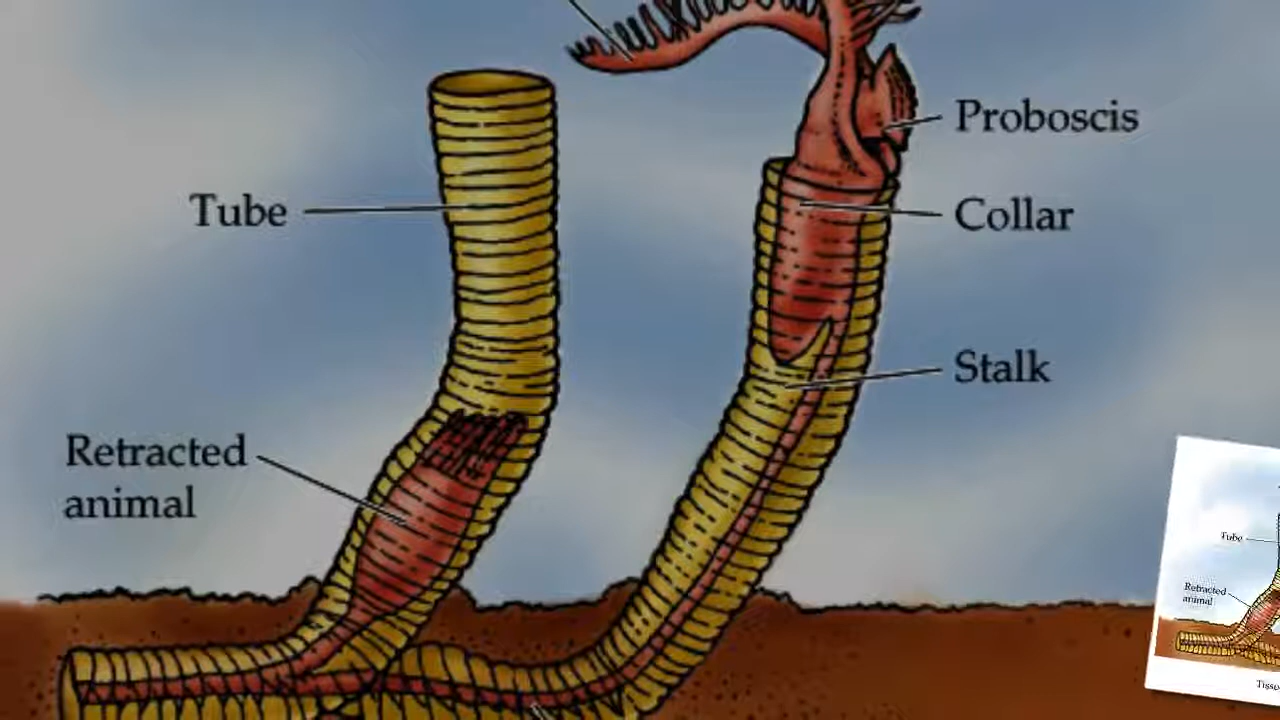 Proboscis
Tube
Collar
Stalk
Retracted
animal
Tube
Retracted
animal